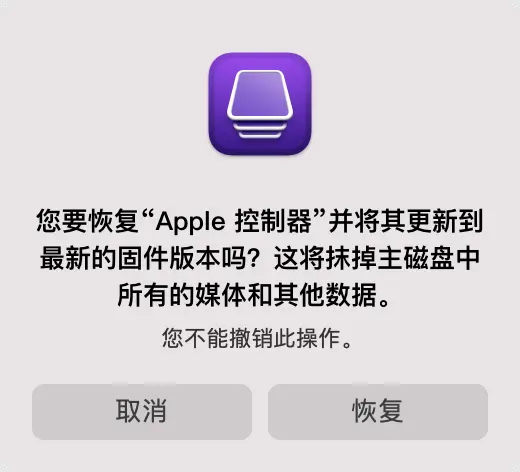 您要恢复“Apple 控制器”并将其更新到
最新的固件版本吗？这将抹掉主磁盘中
所有的媒体和其他数据。
您不能撤销此操作。
取消
恢复